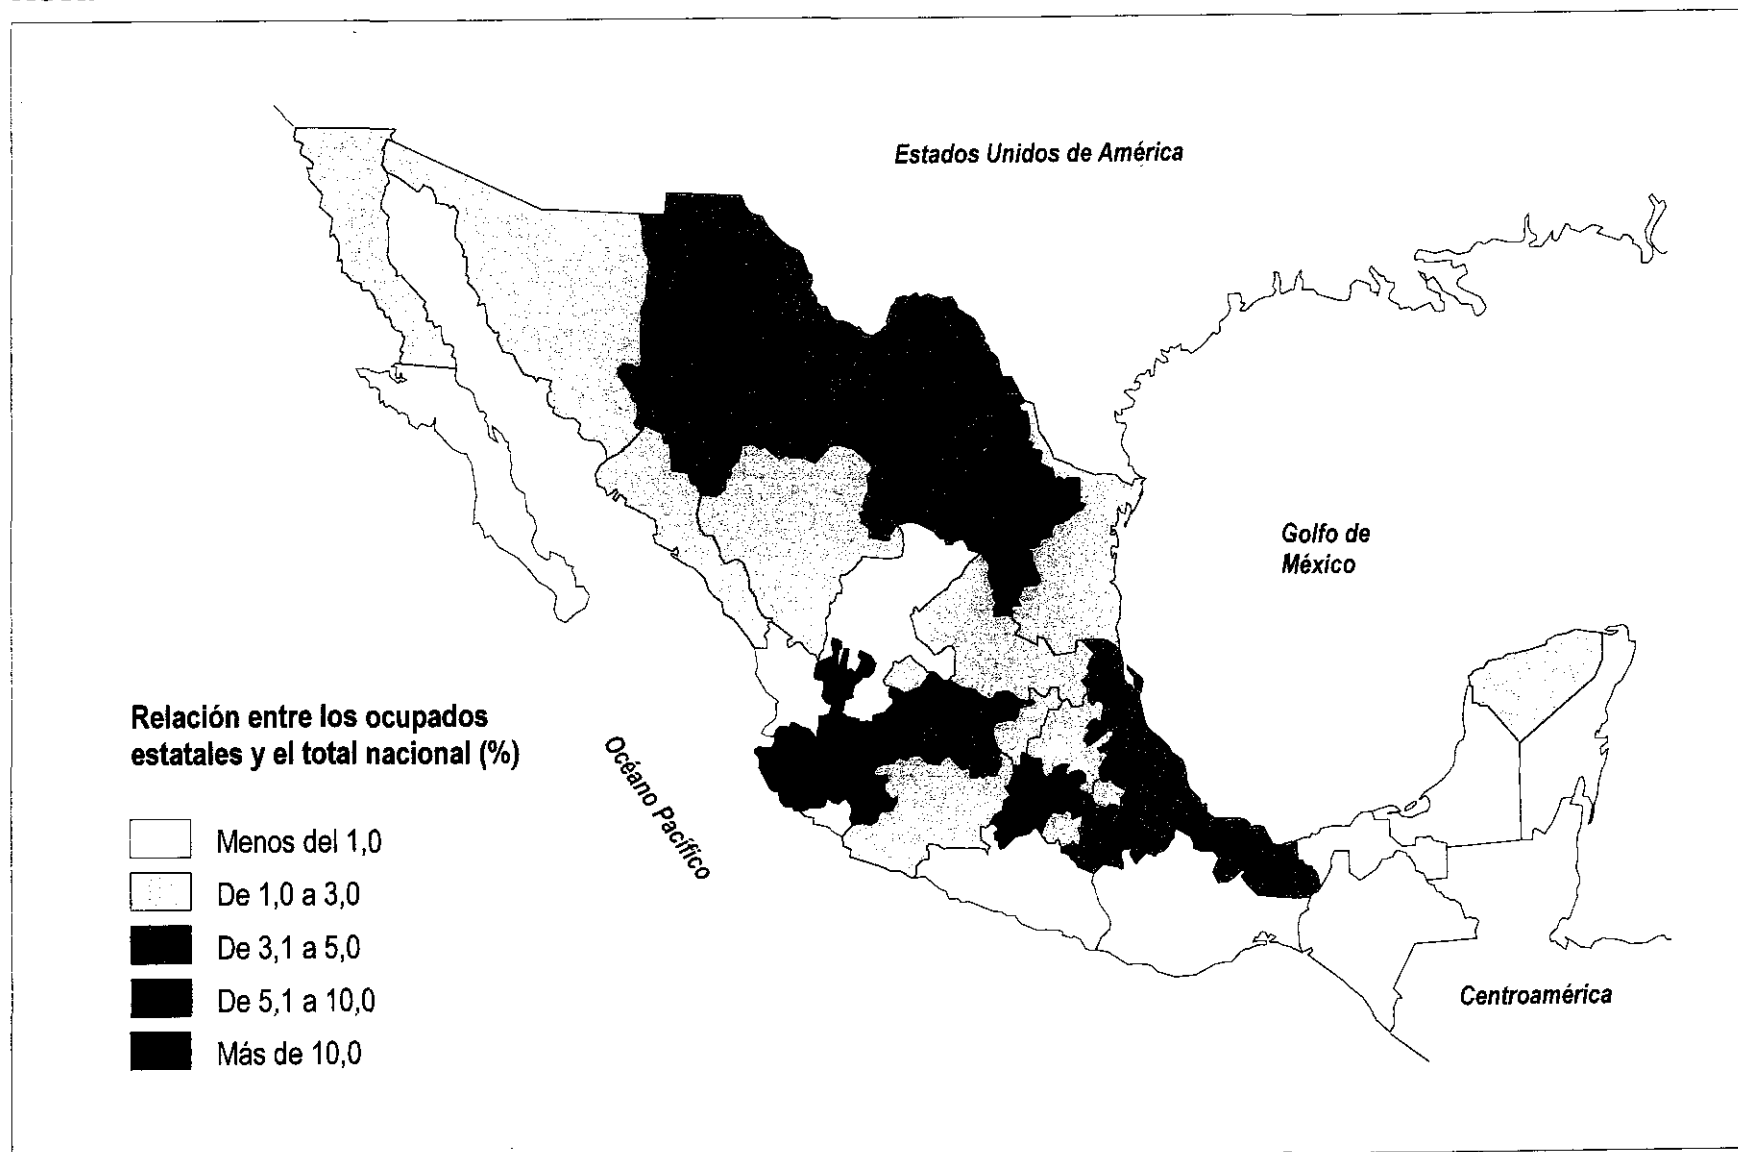 Estados Unidos de América
Golfo de
México
Relación entre los ocupados
estatales y el total nacional (%)
Océano Pacífico
Menos del 1,0
De 1,0 a 3,0
De 3,1 a 5,0
De 5,1 a 10,0
Más de 10,0
Centroamérica